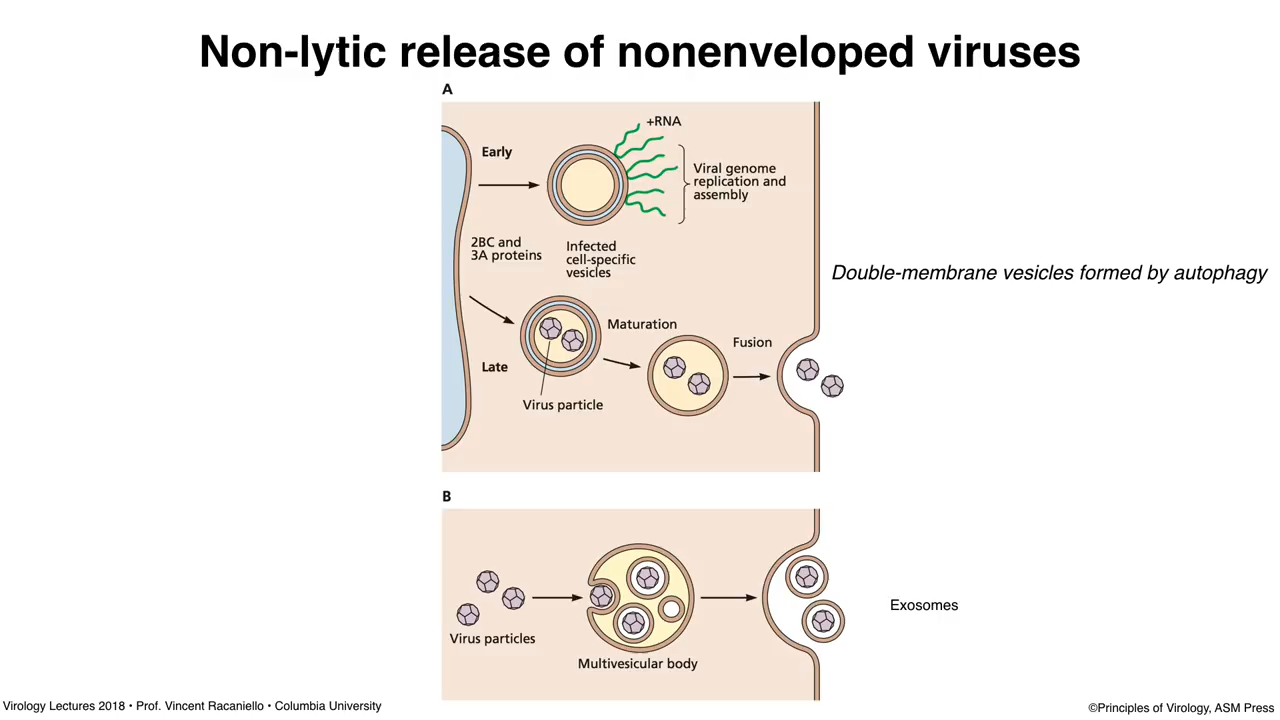 Non-lytic release of nonenveloped viruses
A
+RNA
Early
Viral genome
replication and
assembly
2BC and
3A proteins
Infected
cell-specific
vesicles
Double-membrane vesicles formed by autophagy
Maturation
Fusion
Late
Virus particle
B
Exosomes
Virus particles
Multivesicular body
Virology Lectures 2018 • Prof. Vincent Racaniello • Columbia University
©Principles of Virology, ASM Press